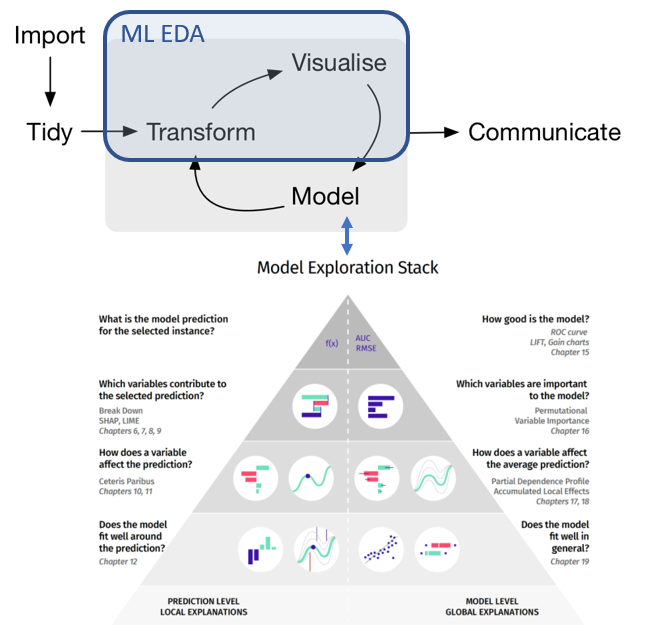 Import
ML EDA
Visualise
Tidy
Transform
Communicate
Model
Model Exploration Stack
What is the model prediction
for the selected instance?
f(x)
AUC
RMSE
How good is the model?
ROC curve
LIFT, Gain charts
Chapter 15
Which variables contribute to
the selected prediction?
Break Down
SHAP, LIME
Chapters 6, 7, 8, 9
Which variables are important
to the model?
Permutational
Variable Importance
Chapter 16
How does a variable
affect the prediction?
Ceteris Paribus
Chapters 10, 11
How does a variable affect
the average prediction?
Partial Dependence Profile
Accumulated Local Effects
Chapters 17, 18
Does the model
fit well around
the prediction?
Chapter 12
Does the model
fit well in
general?
Chapter 19
PREDICTION LEVEL
LOCAL EXPLANATIONS
MODEL LEVEL
GLOBAL EXPLANATIONS